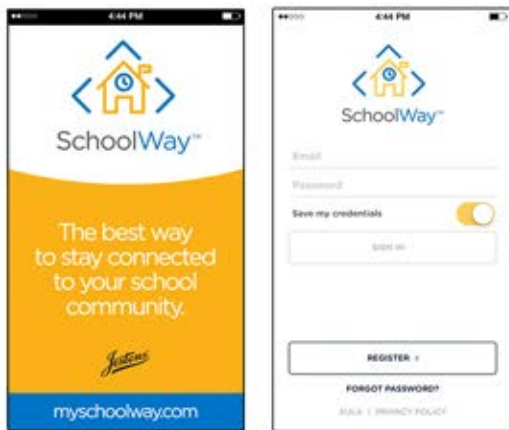 4:44 PM
SchoolWay™
The best way
to stay connected
to your school
community.
Jostens
myschoolway.com
4:44 PM
SchoolWay™
Email
Password
Save my credentials
SIGN IN
REGISTER ›
FORGOT PASSWORD?
EULA | PRIVACY POLICY